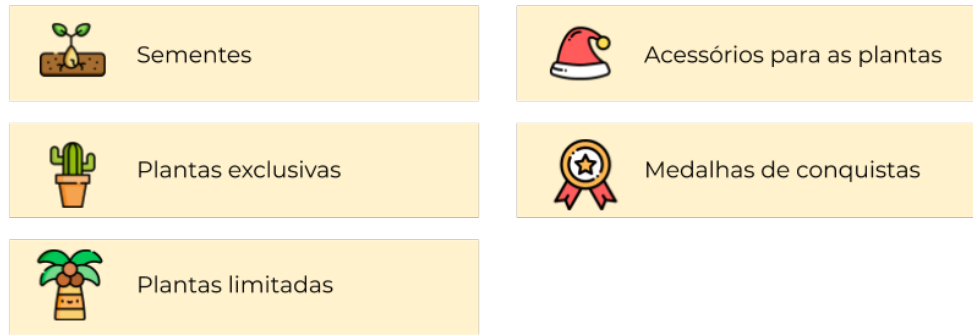 Sementes
Acessórios para as plantas
Plantas exclusivas
Medalhas de conquistas
Plantas limitadas